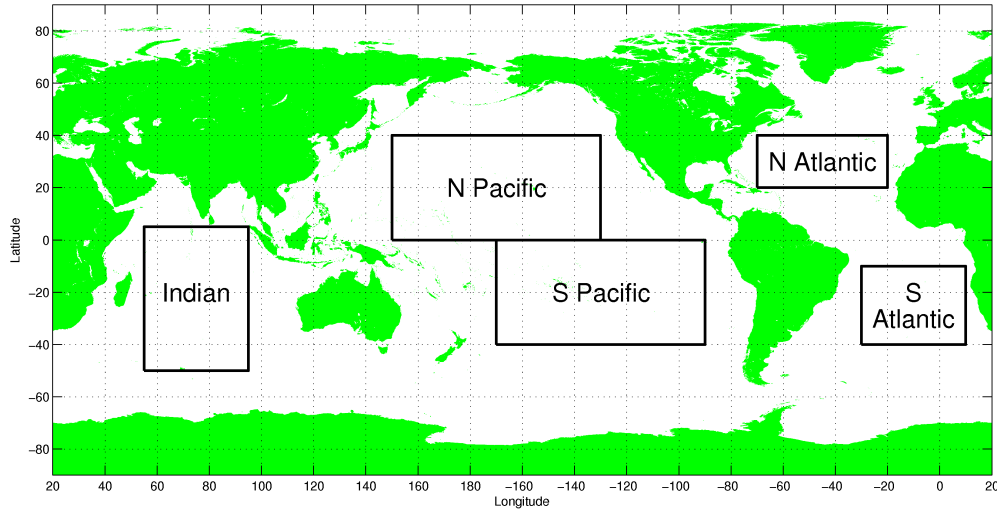 80
60
40
20
0
−20
−40
−60
−80
Latitude
N Pacific
N Atlantic
Indian
S Pacific
S
Atlantic
20 40 60 80 100 120 140 160 180 −160 −140 −120 −100 −80 −60 −40 −20 0 20
Longitude